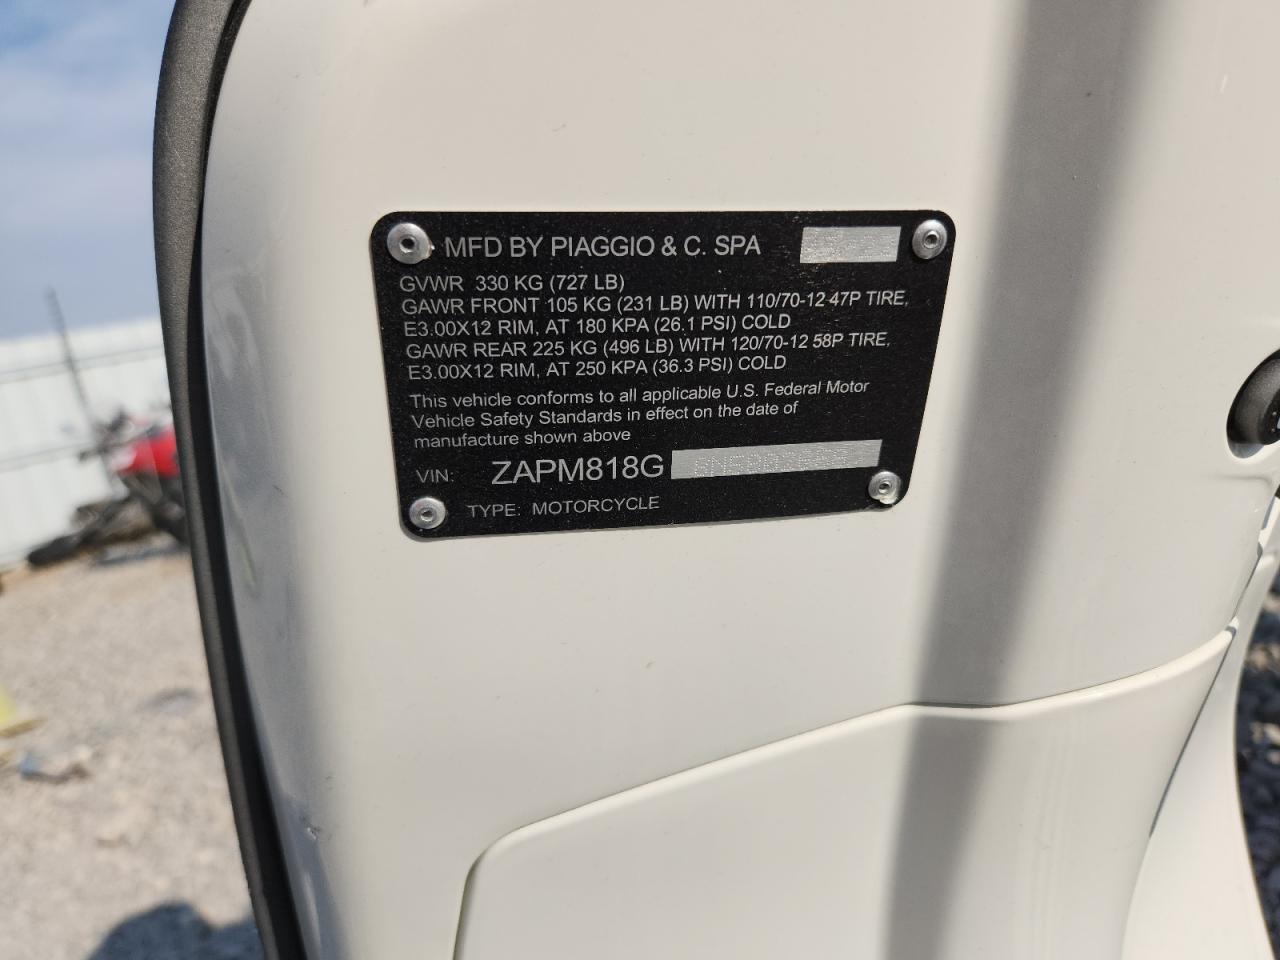 MFD BY PIAGGIO & C. SPA
GVWR 330 KG (727 LB)
GAWR FRONT 105 KG (231 LB) WITH 110/70-12 47P TIRE,
E3.00X12 RIM, AT 180 KPA (26.1 PSI) COLD
GAWR REAR 225 KG (496 LB) WITH 120/70-12 58P TIRE,
E3.00X12 RIM, AT 250 KPA (36.3 PSI) COLD
This vehicle conforms to all applicable U.S. Federal Motor
Vehicle Safety Standards in effect on the date of
manufacture shown above
VIN: ZAPM818G
TYPE: MOTORCYCLE